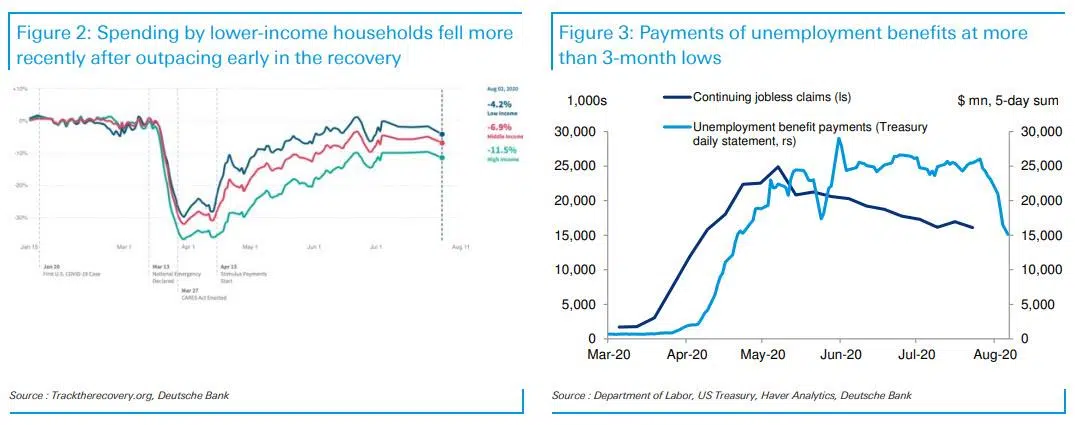 Figure 2: Spending by lower-income households fell more
recently after outpacing early in the recovery
+10%
0%
-10%
-20%
-30%
Jan 15
Mar 1
Apr 1
May 1
Jun 1
Jul 1
Aug 11
Aug 02, 2020
-4.2%
Low Income
-6.9%
Middle Income
-11.5%
High Income
Jan 20
First U.S. COVID-19 Case
Mar 13
National Emergency
Declared
Mar 27
CARES Act Enacted
Apr 15
Stimulus Payments
Start
Source : Tracktherecovery.org, Deutsche Bank
Figure 3: Payments of unemployment benefits at more
than 3-month lows
1,000s
$ mn, 5-day sum
Continuing jobless claims (ls)
Unemployment benefit payments (Treasury
daily statement, rs)
30,000
25,000
20,000
15,000
10,000
5,000
0
30,000
25,000
20,000
15,000
10,000
5,000
0
Mar-20
Apr-20
May-20
Jun-20
Jul-20
Aug-20
Source : Department of Labor, US Treasury, Haver Analytics, Deutsche Bank